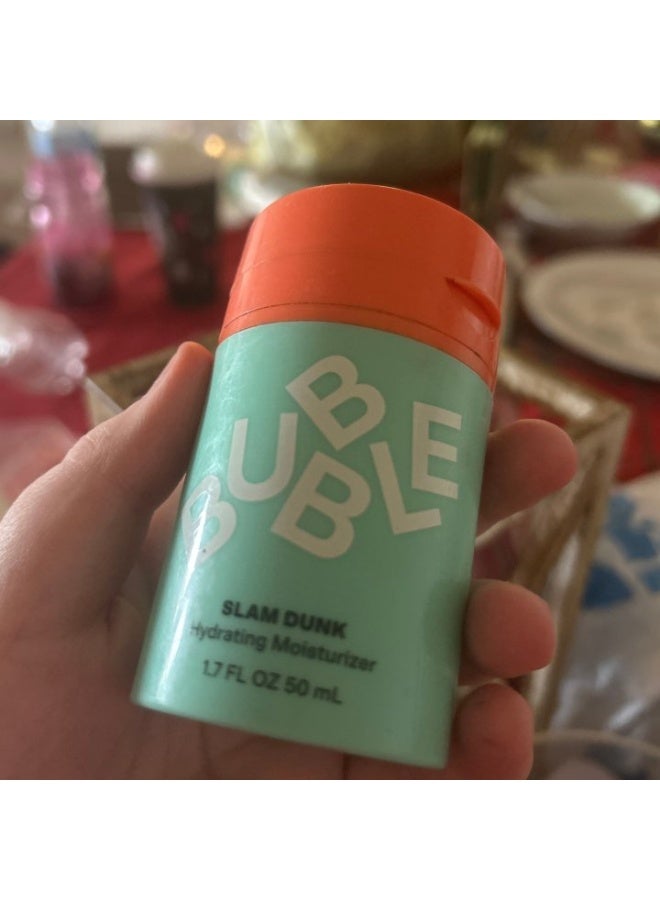 BUBBLE
SLAM DUNK
Hydrating Moisturizer
1.7 FL OZ 50 mL